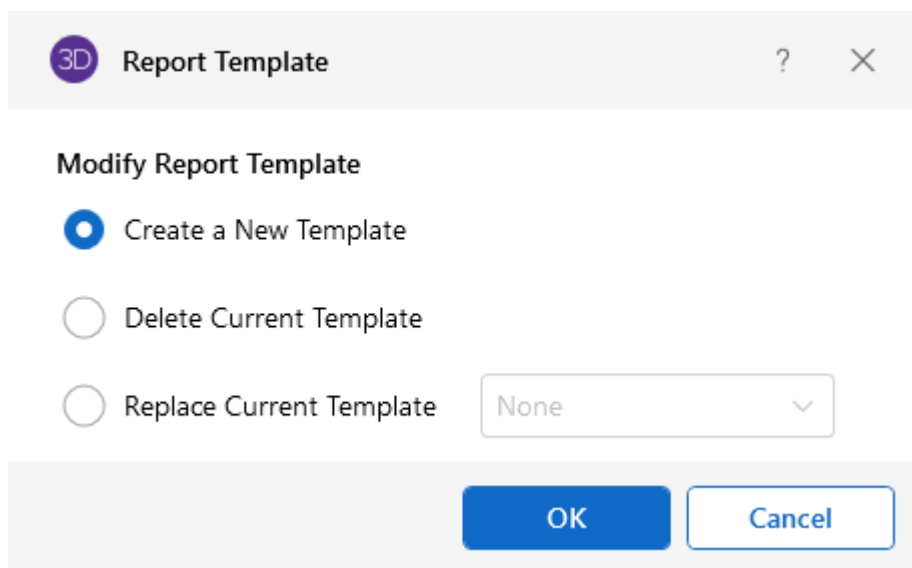 3D Report Template ?
Modify Report Template
Create a New Template
Delete Current Template
Replace Current Template None
OK Cancel